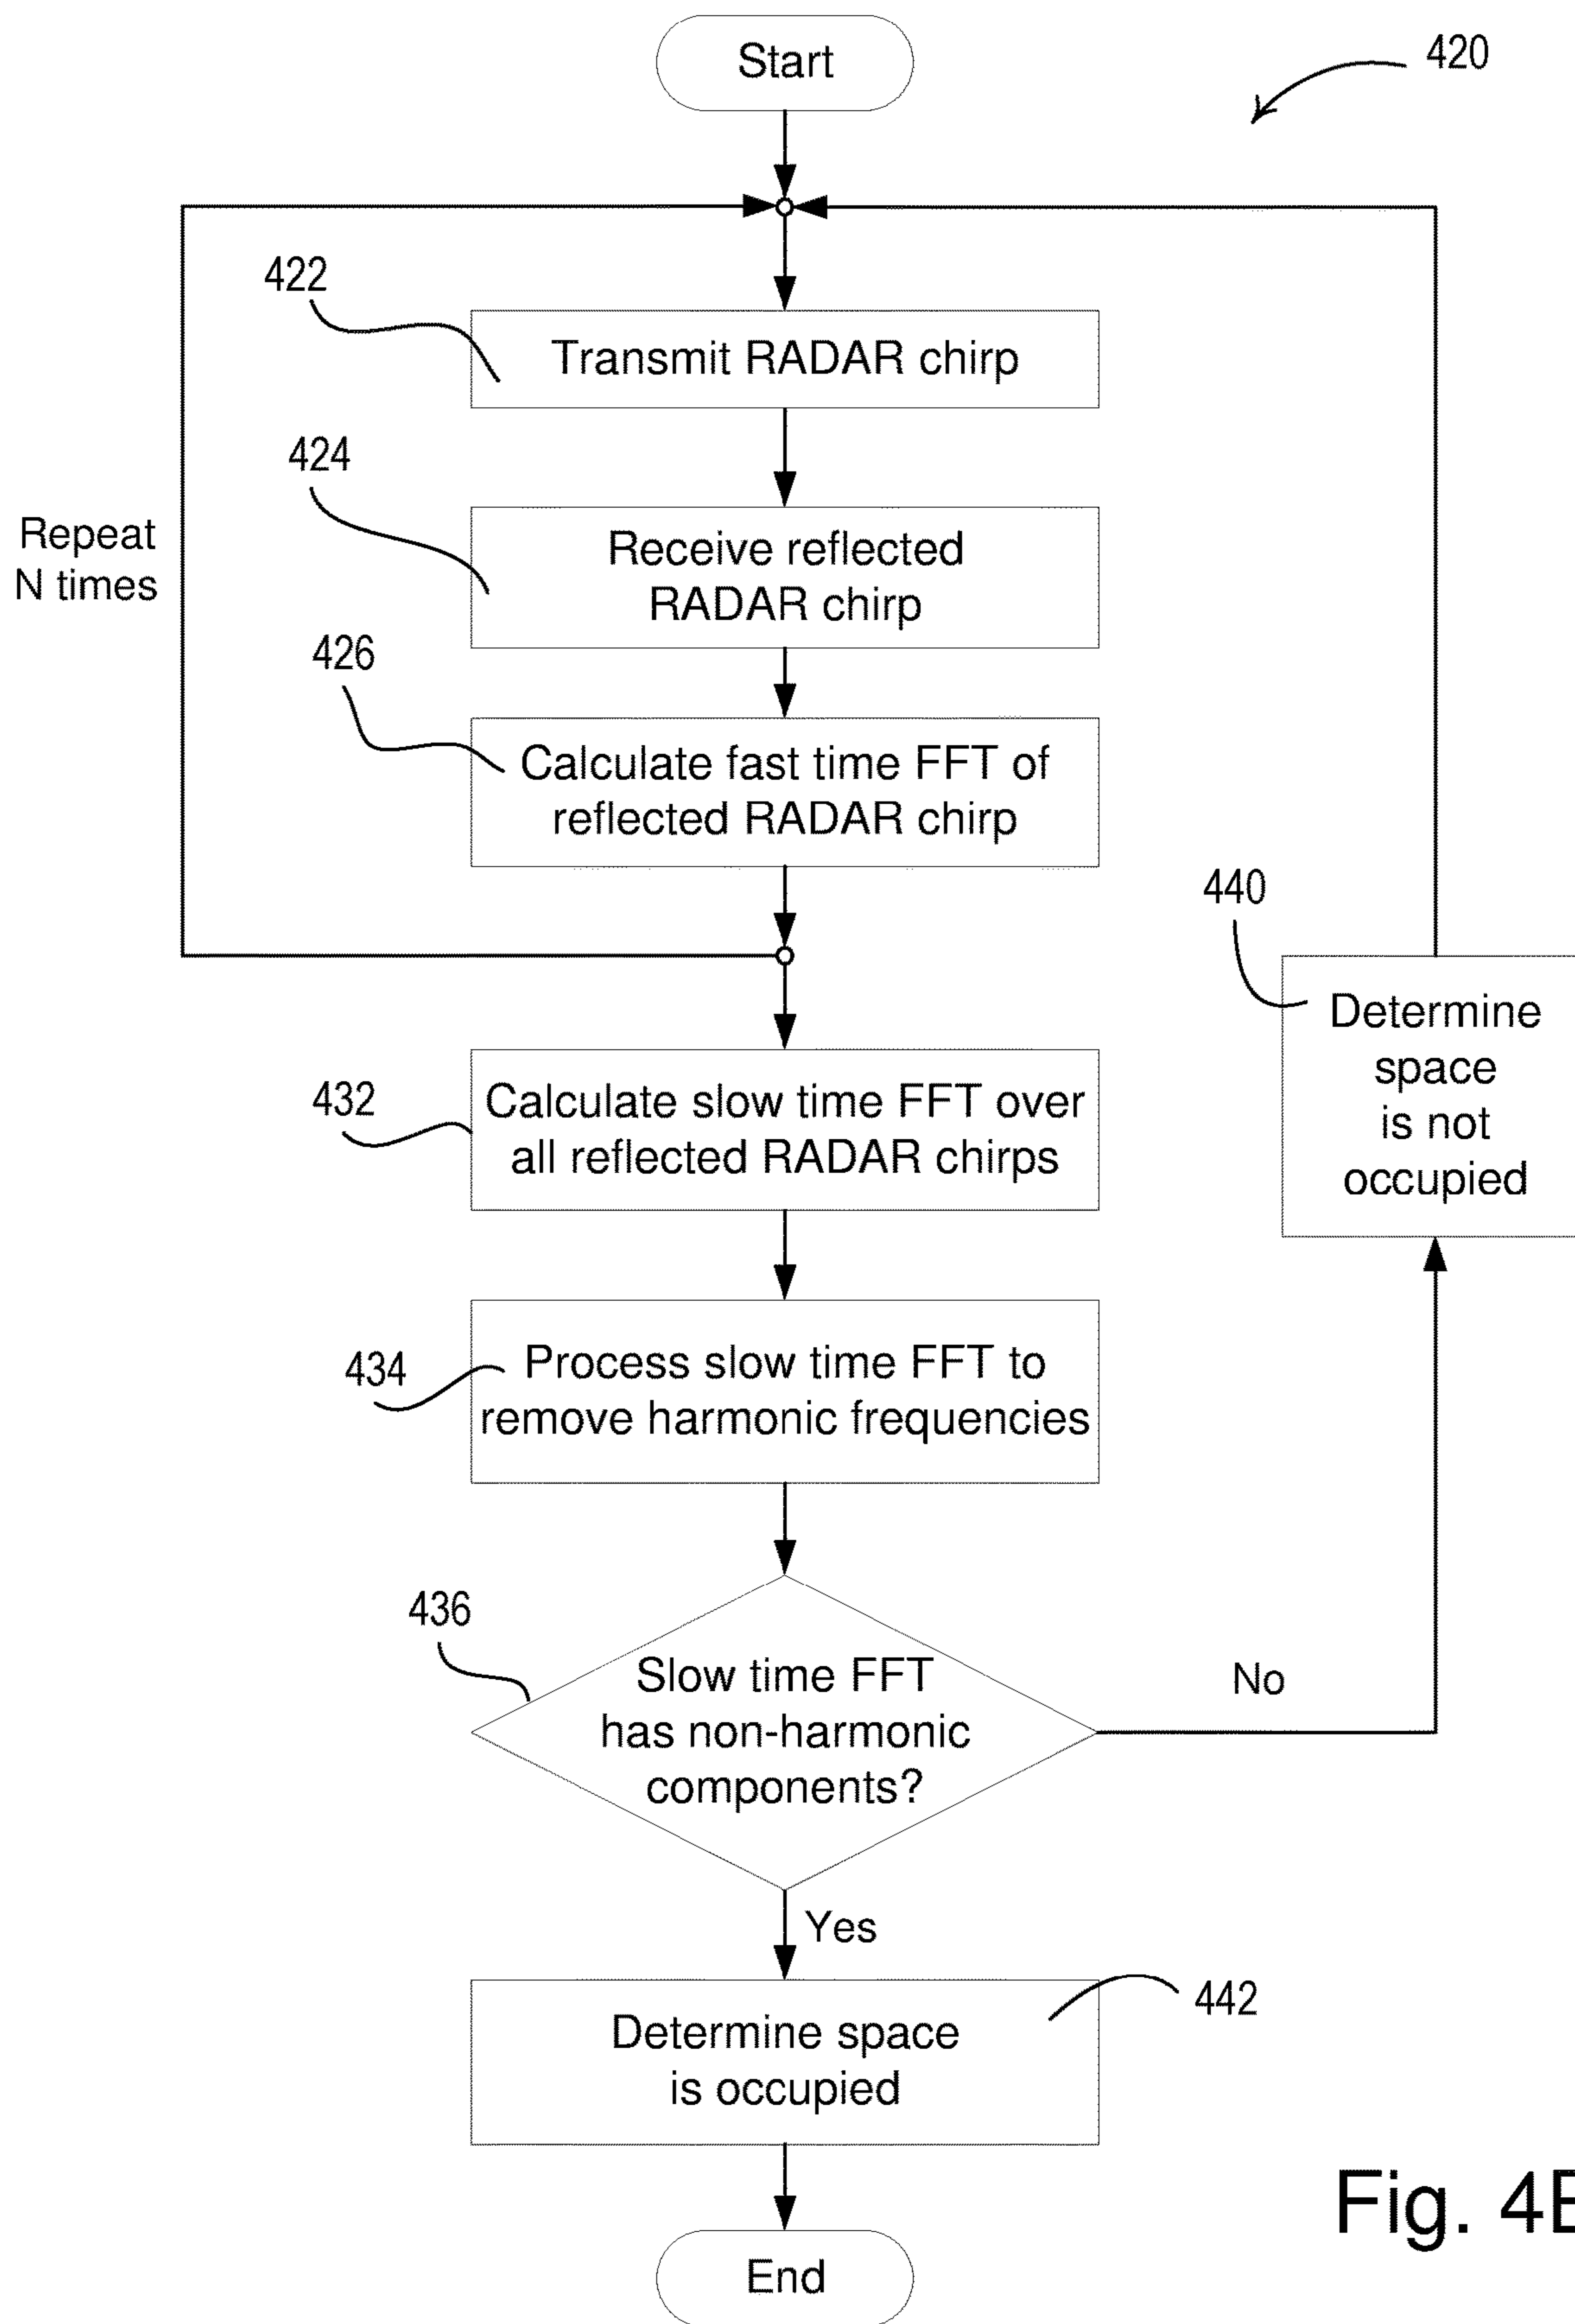 Start
420
422
Transmit RADAR chirp
424
Receive reflected
RADAR chirp
Repeat
N times
426
Calculate fast time FFT of
reflected RADAR chirp
440
Determine
space
is not
occupied
432
Calculate slow time FFT over
all reflected RADAR chirps
434
Process slow time FFT to
remove harmonic frequencies
436
Slow time FFT
has non-harmonic
components?
No
Yes
442
Determine space
is occupied
End
Fig.